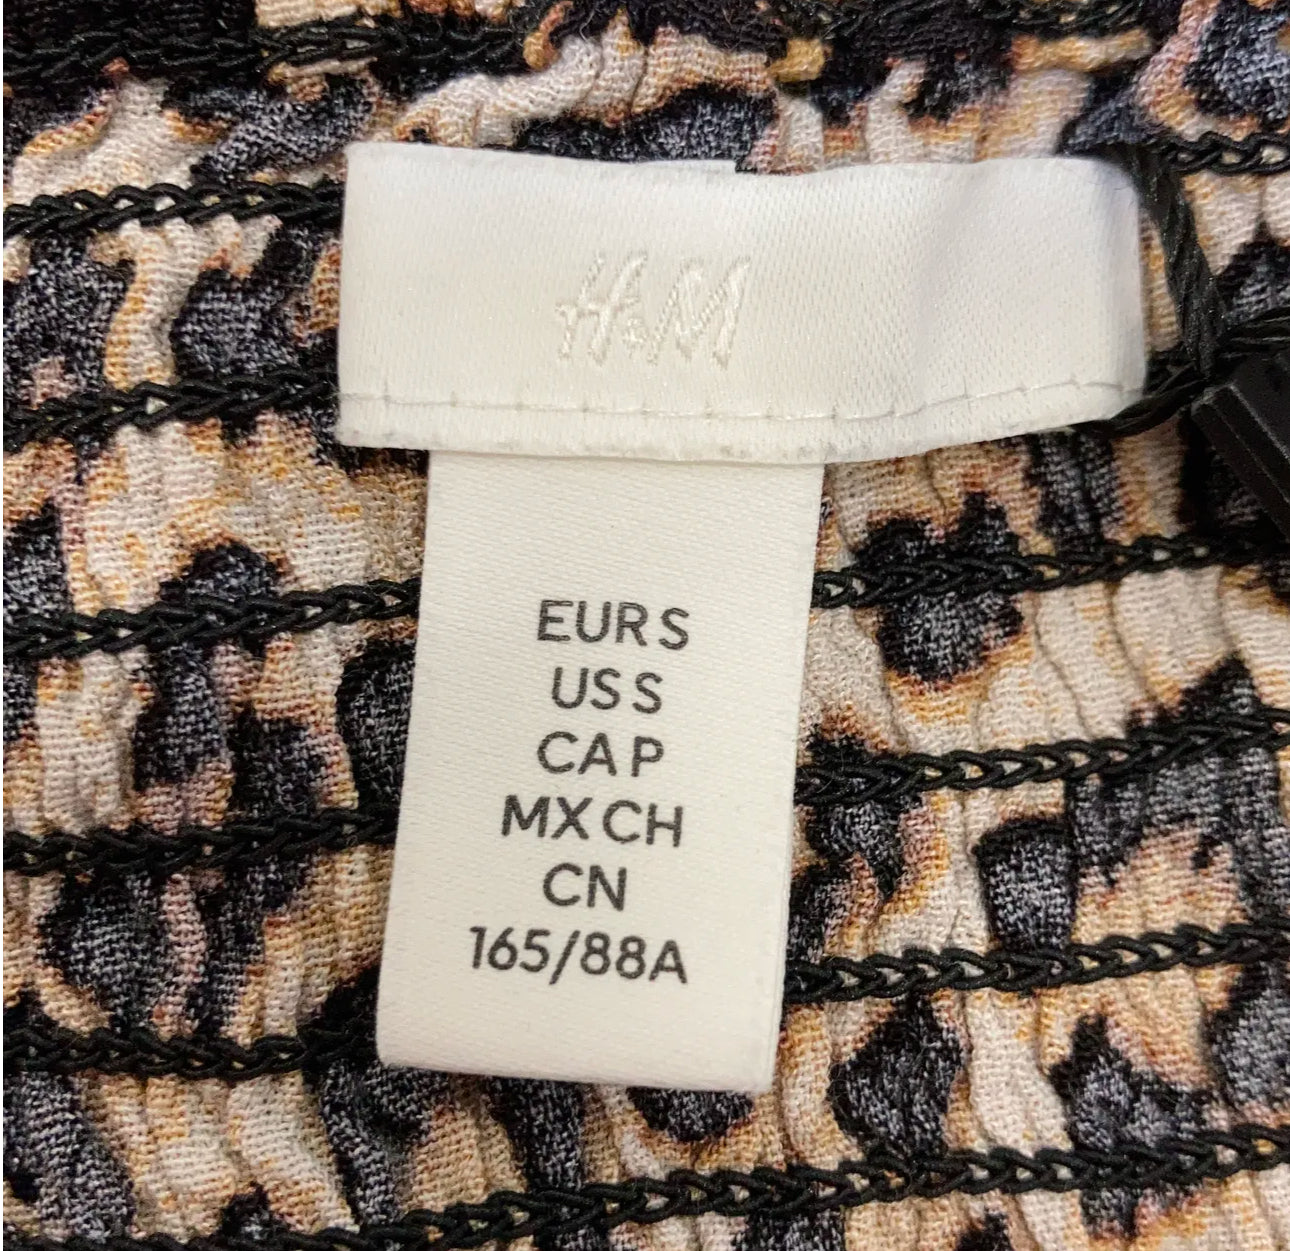 H&M
EUR S
US S
CA P
MX CH
CN
165/88A